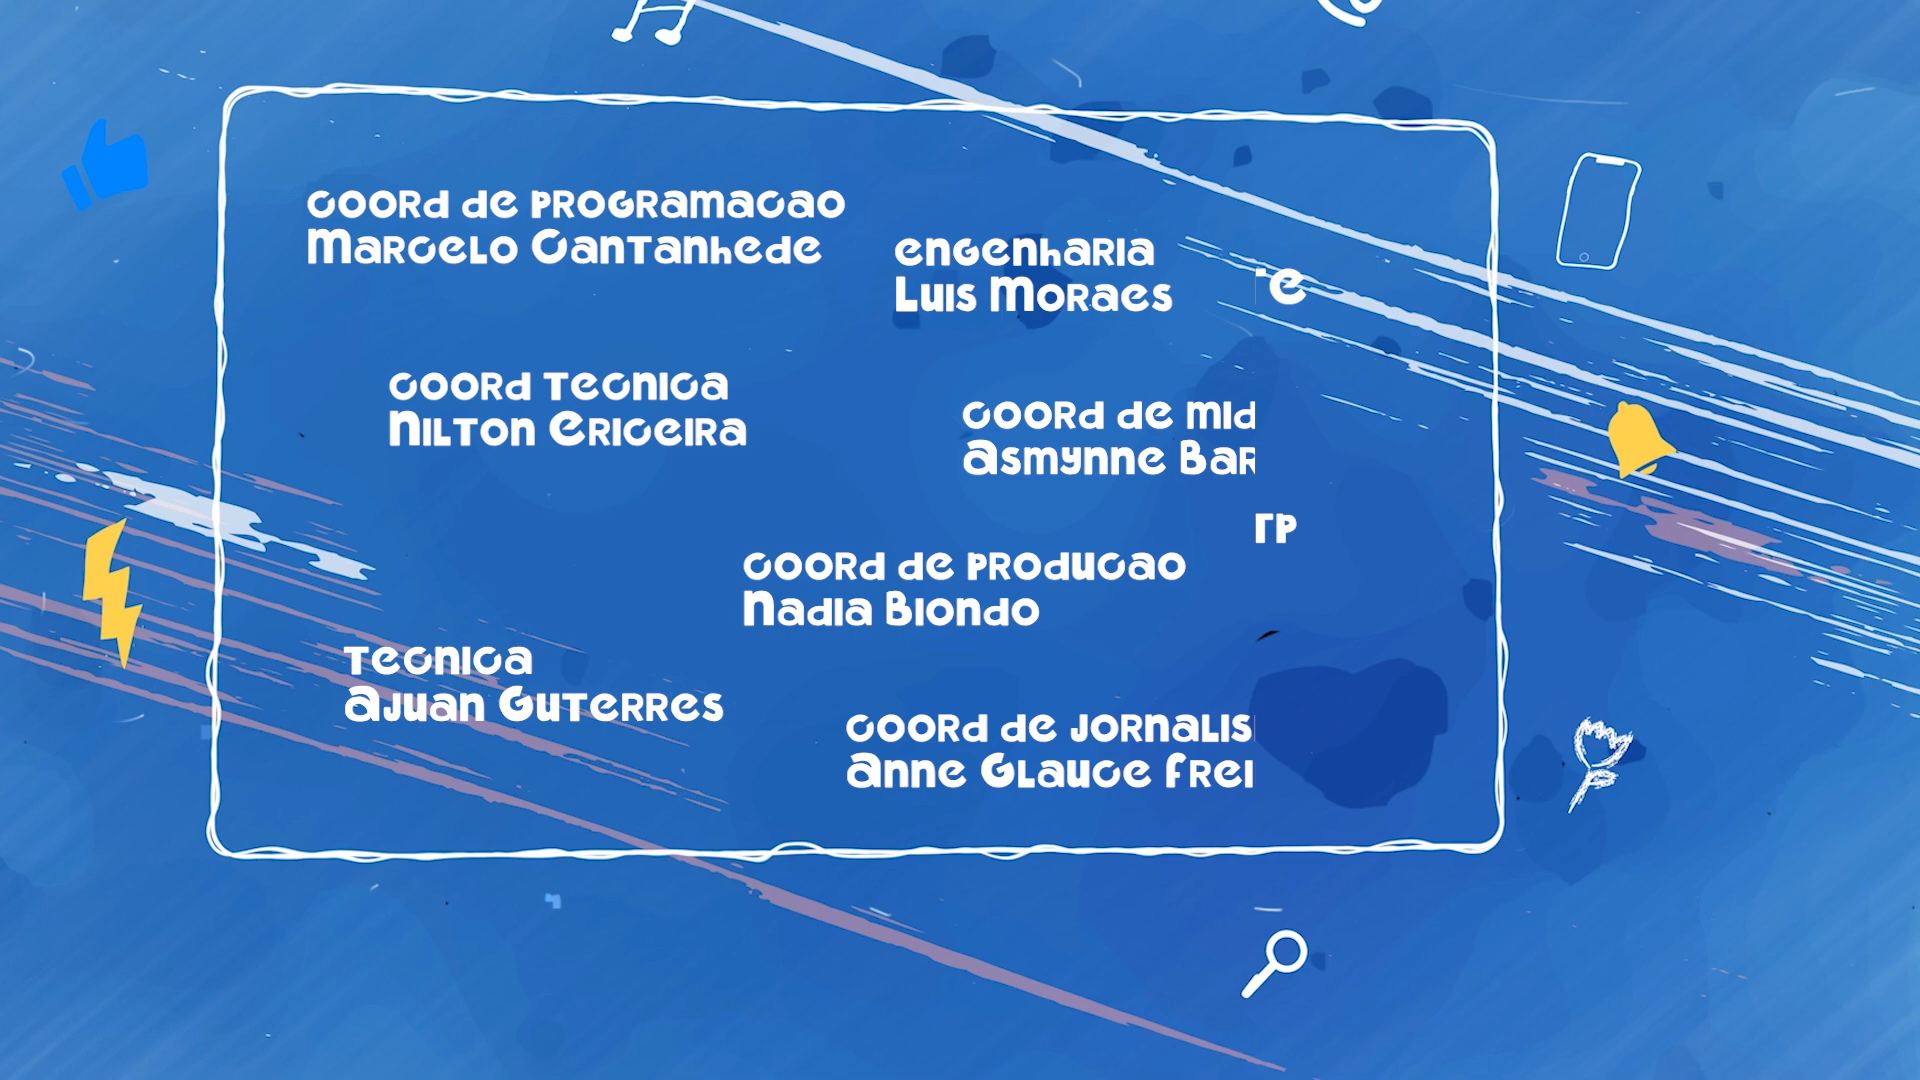 COORd de PROGRamacao
Marcelo Cantanhede
engenharia
Luis Moraes
COORd Tecnica
Nilton Ericeira
COORd de mid
Asmynne Bar
COORd de PROducao
Nadia Biondo
Tecnica
Ajuan Guterres
COORd de JORnalis
Anne Glauce Frei